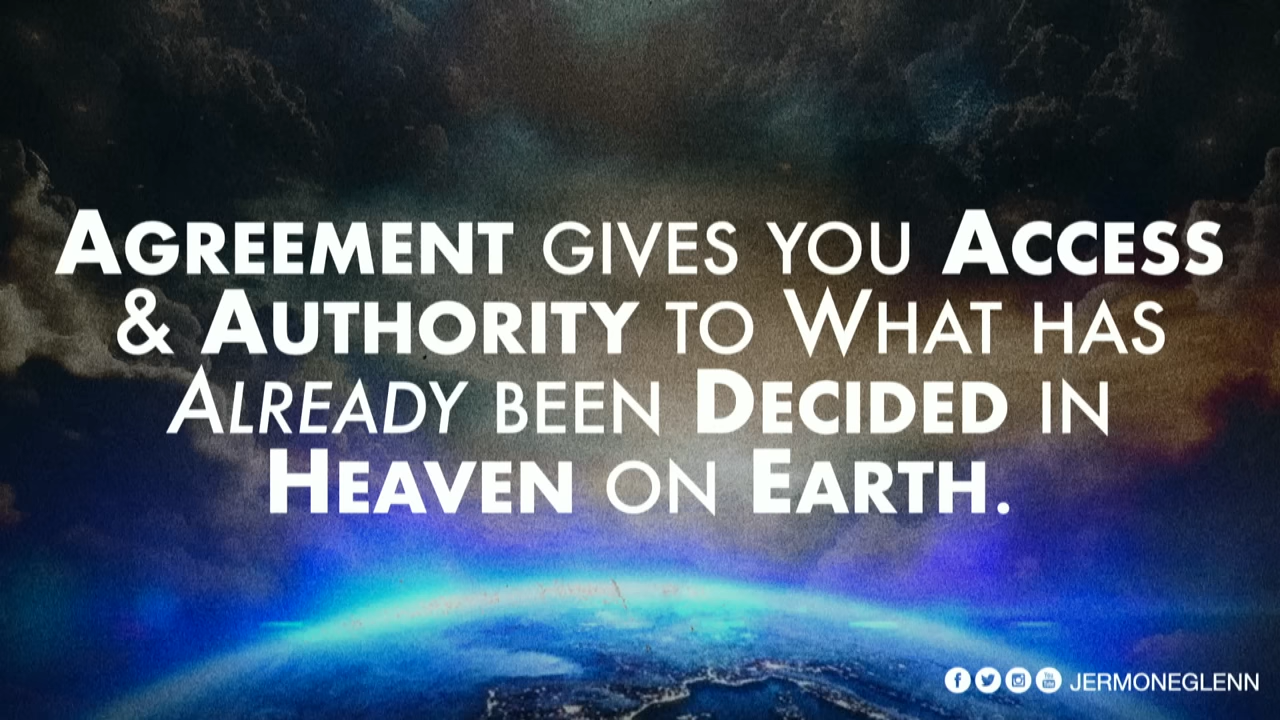 AGREEMENT GIVES YOU ACCESS
& AUTHORITY TO WHAT HAS
ALREADY BEEN DECIDED IN
HEAVEN ON EARTH.
JERMONEGLENN